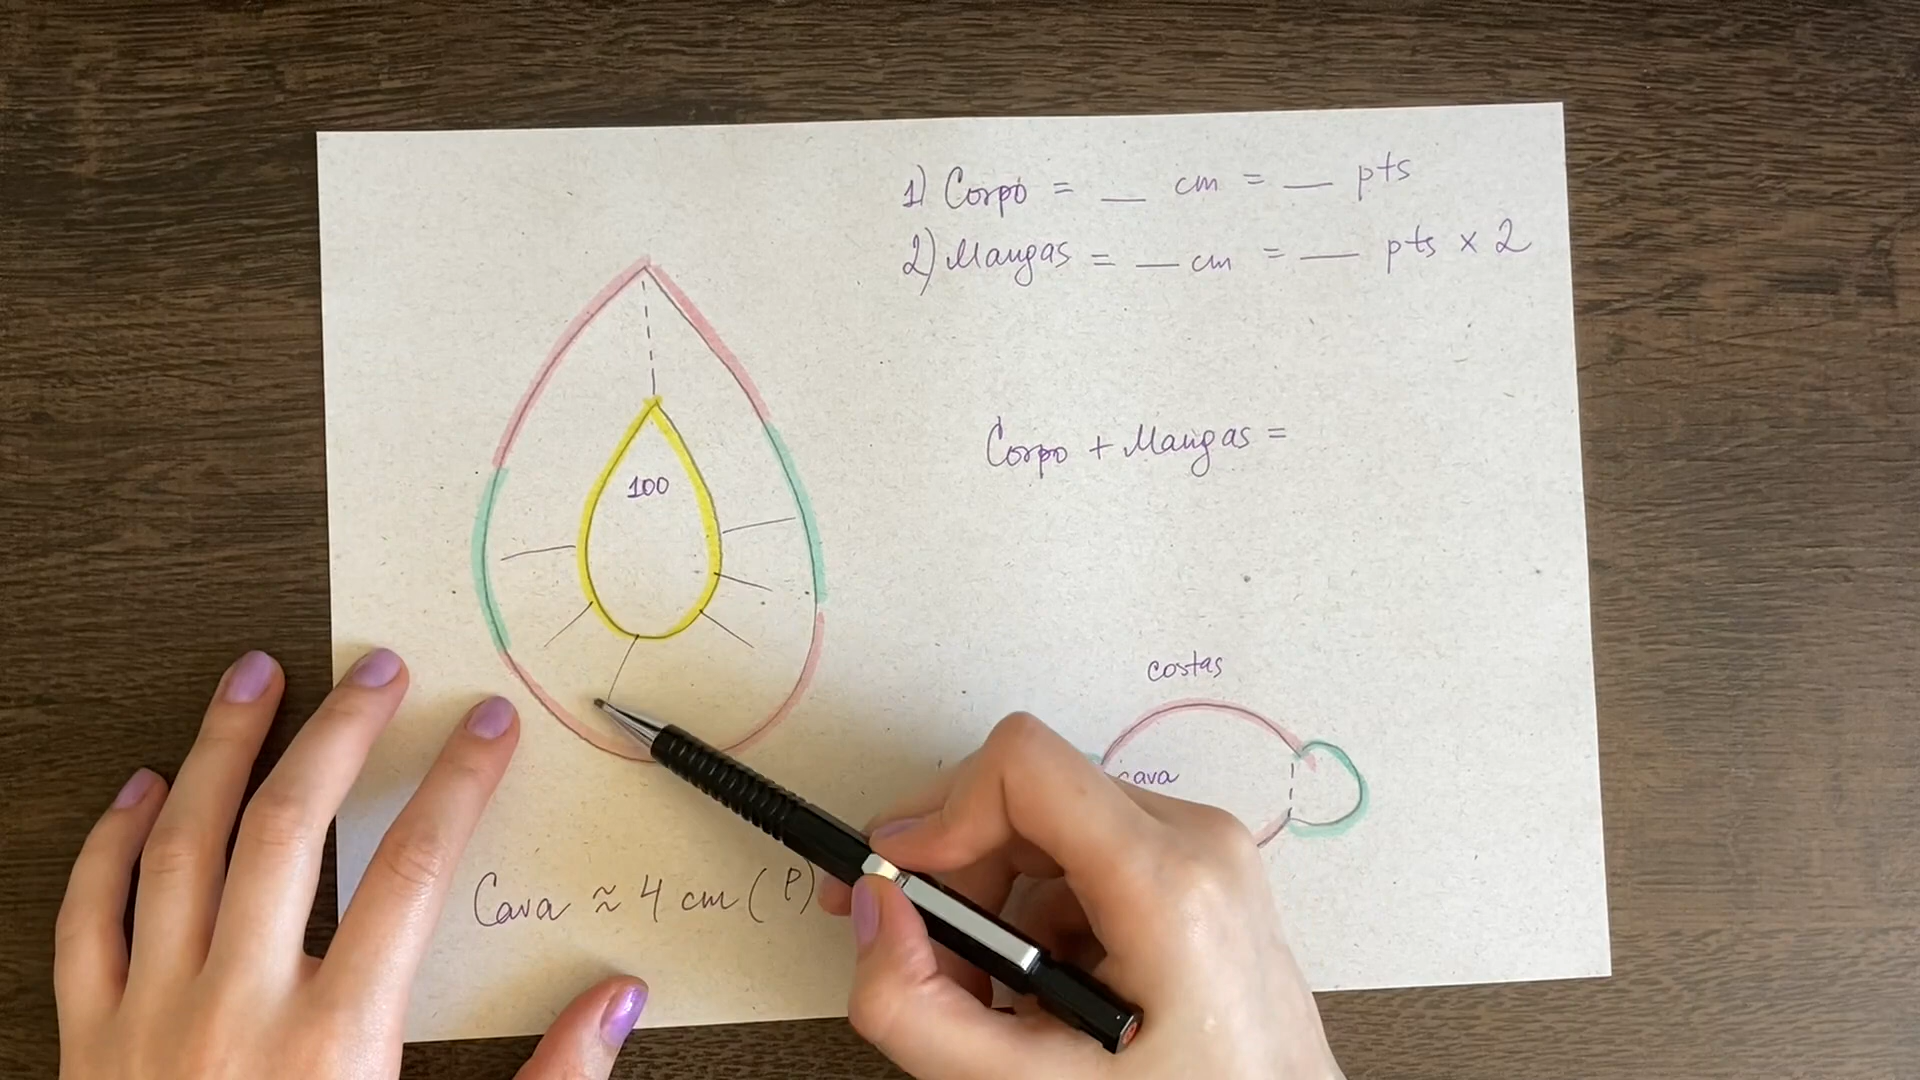 1) Corpo = __ cm = __ pts
2) Mangas = __ cm = __ pts x 2
100
Corpo + Mangas =
costas
cava
Cava ≈ 4 cm (P)